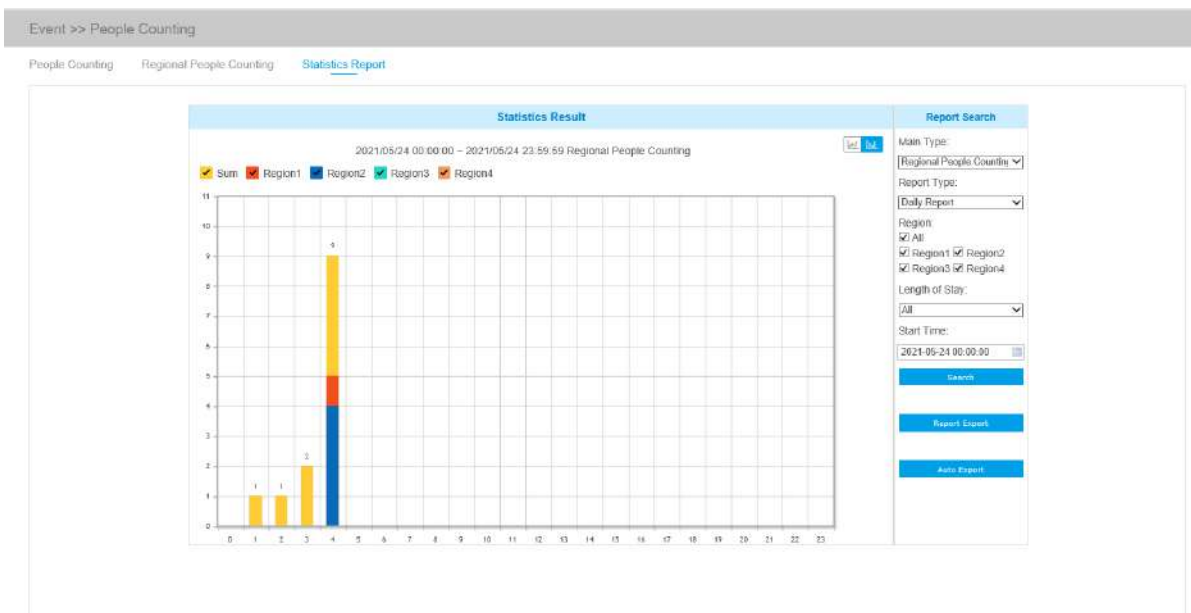 Event >> People Counting
People Counting Regional People Counting Statistics Report
Statistics Result
2021/05/24 00:00:00 ~ 2021/05/24 23:59:59 Regional People Counting
Sum Region1 Region2 Region3 Region4
11
10
9
9
8
7
6
5
4
3
2
2
1
1
1
0
0 1 2 3 4 5 6 7 8 9 10 11 12 13 14 15 16 17 18 19 20 21 22 23
Report Search
Main Type:
Regional People Counting
Report Type:
Daily Report
Region:
All
Region1 Region2
Region3 Region4
Length of Stay:
All
Start Time:
2021-05-24 00:00:00
Search
Report Export
Auto Export